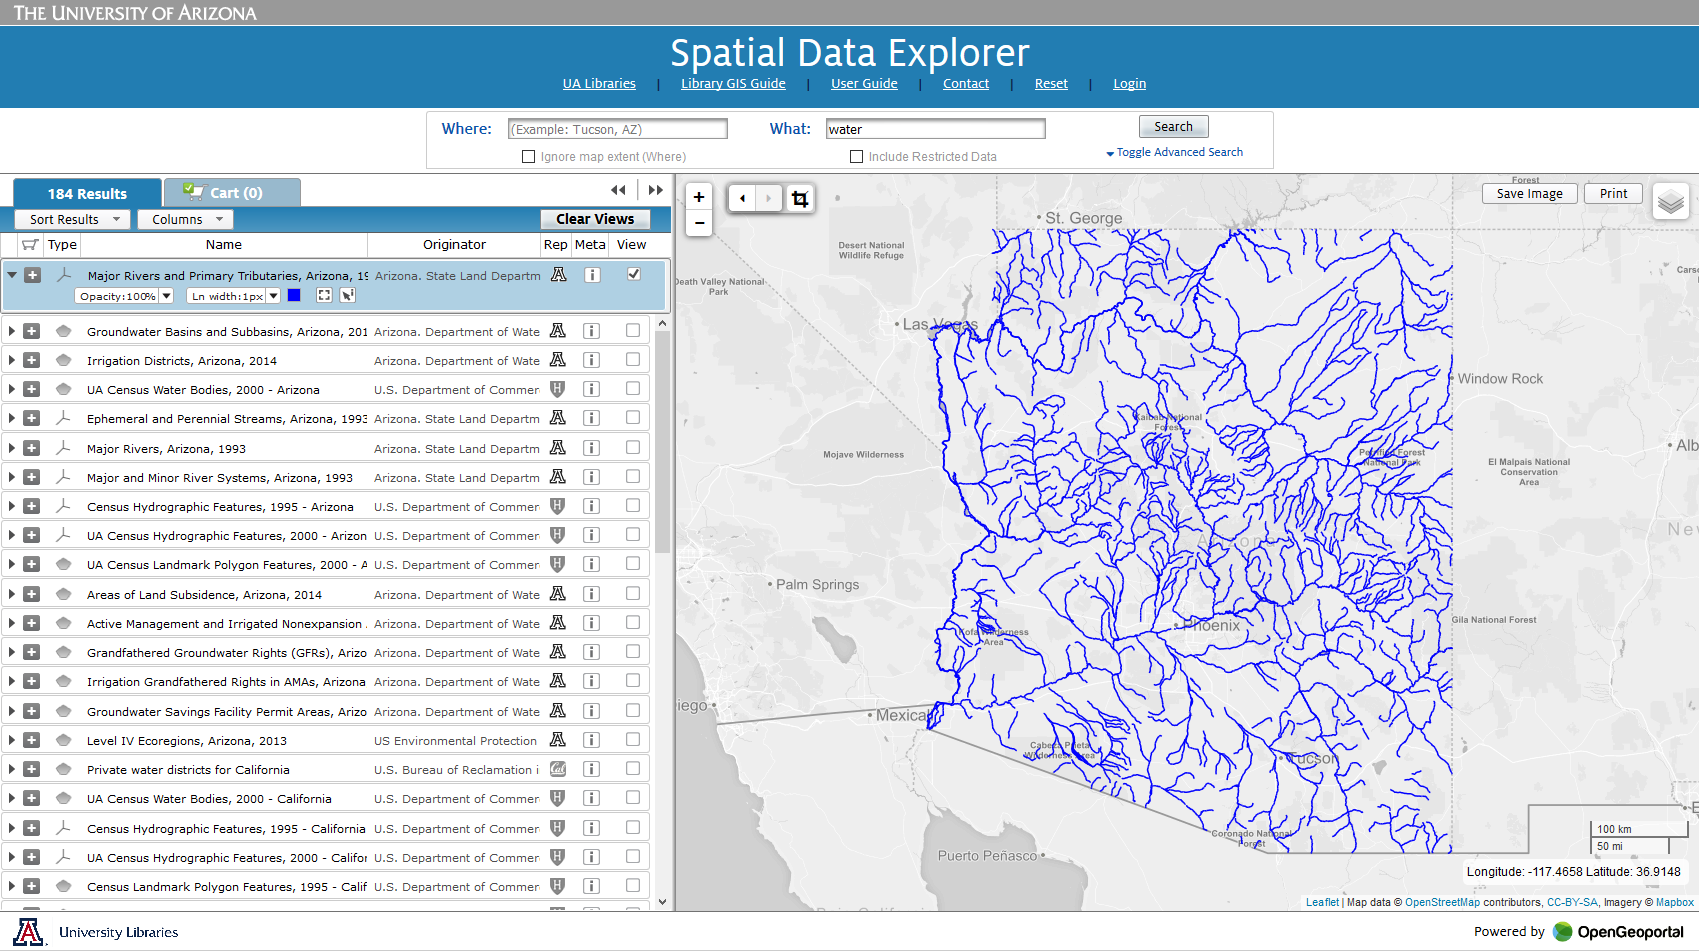 THE UNIVERSITY OF ARIZONA
Spatial Data Explorer
UA Libraries | Library GIS Guide | User Guide | Contact | Reset | Login
Where: (Example: Tucson, AZ) What: water Search
Ignore map extent (Where) Include Restricted Data Toggle Advanced Search
184 Results Cart (0)
Sort Results Columns Clear Views
Type Name Originator Rep Meta View
Major Rivers and Primary Tributaries, Arizona, 19 Arizona. State Land Departm
Opacity:100% Ln width:1px
Groundwater Basins and Subbasins, Arizona, 201 Arizona. Department of Wate
Irrigation Districts, Arizona, 2014 Arizona. Department of Wate
UA Census Water Bodies, 2000 - Arizona U.S. Department of Commer
Ephemeral and Perennial Streams, Arizona, 1993 Arizona. State Land Departm
Major Rivers, Arizona, 1993 Arizona. State Land Departm
Major and Minor River Systems, Arizona, 1993 Arizona. State Land Departm
Census Hydrographic Features, 1995 - Arizona U.S. Department of Commer
UA Census Hydrographic Features, 2000 - Arizon U.S. Department of Commer
UA Census Landmark Polygon Features, 2000 - A U.S. Department of Commer
Areas of Land Subsidence, Arizona, 2014 Arizona. Department of Wate
Active Management and Irrigated Nonexpansion Arizona. Department of Wate
Grandfathered Groundwater Rights (GFRs), Arizo Arizona. Department of Wate
Irrigation Grandfathered Rights in AMAs, Arizona Arizona. Department of Wate
Groundwater Savings Facility Permit Areas, Arizo Arizona. Department of Wate
Level IV Ecoregions, Arizona, 2013 US Environmental Protection
Private water districts for California U.S. Bureau of Reclamation i
UA Census Water Bodies, 2000 - California U.S. Department of Commer
Census Hydrographic Features, 1995 - California U.S. Department of Commer
UA Census Hydrographic Features, 2000 - Califor U.S. Department of Commer
Census Landmark Polygon Features, 1995 - Calif U.S. Department of Commer
+
−
Save Image Print
Forest
St. George
Desert National
Wildlife Refuge
Death Valley National
Park
Carse
Las Vegas
Window Rock
Kaibab National
Forest
Mojave Wilderness
Petrified Forest
National Park
El Malpais National
Conservation
Area
Alb
New
Arizona
Palm Springs
Phoenix
Gila National Forest
Kofa Wilderness
Area
iego
Mexicali
Cabeza Prieta
Wilderness Area
Tucson
E
Coronado National
Forest
Puerto Peñasco
100 km
50 mi
Longitude: -117.4658 Latitude: 36.9148
Leaflet | Map data © OpenStreetMap contributors, CC-BY-SA, Imagery © Mapbox
University Libraries
Powered by OpenGeoportal